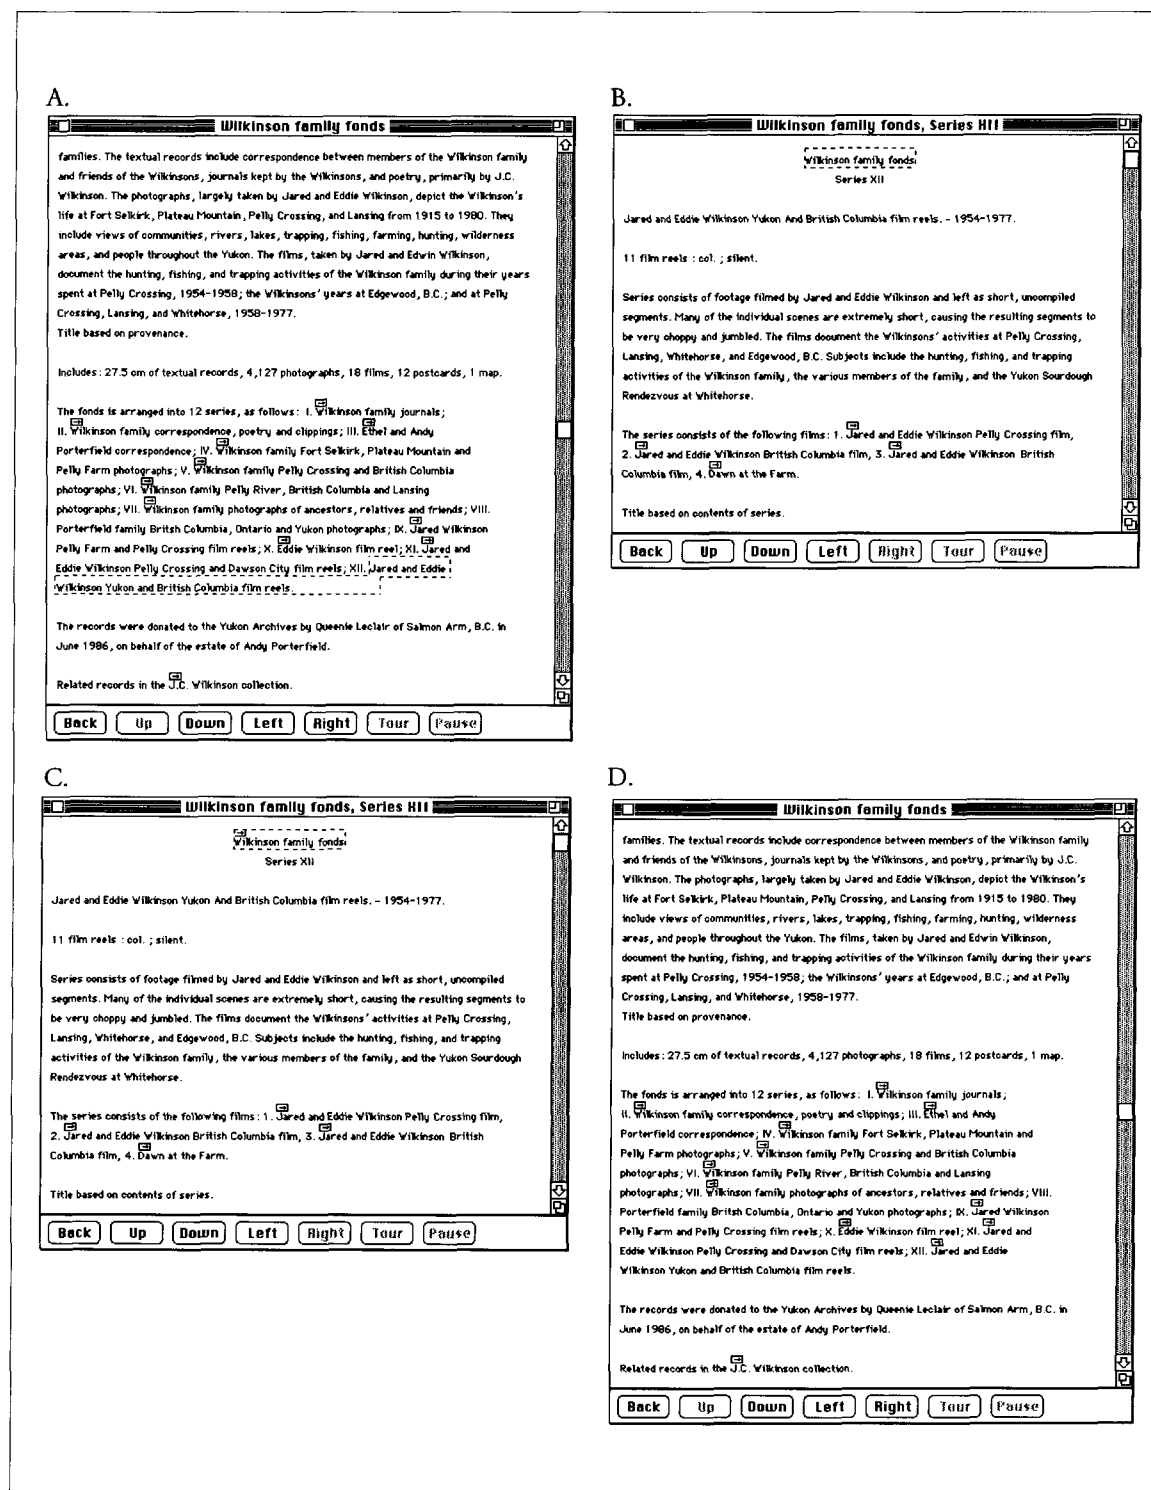 A.
Wilkinson family fonds
families. The textual records include correspondence between members of the Wilkinson family
and friends of the Wilkinsons, journals kept by the Wilkinsons, and poetry, primarily by J.C.
Wilkinson. The photographs, largely taken by Jared and Eddie Wilkinson, depict the Wilkinson's
life at Fort Selkirk, Plateau Mountain, Pelly Crossing, and Lansing from 1915 to 1980. They
include views of communities, rivers, lakes, trapping, fishing, farming, hunting, wilderness
areas, and people throughout the Yukon. The films, taken by Jared and Edwin Wilkinson,
document the hunting, fishing, and trapping activities of the Wilkinson family during their years
spent at Pelly Crossing, 1954-1958; the Wilkinsons' years at Edgewood, B.C.; and at Pelly
Crossing, Lansing, and Whitehorse, 1958-1977.
Title based on provenance.
Includes: 27.5 cm of textual records, 4,127 photographs, 18 films, 12 postcards, 1 map.
The fonds is arranged into 12 series, as follows: I. Wilkinson family journals;
II. Wilkinson family correspondence, poetry and clippings; III. Ethel and Andy
Porterfield correspondence; IV. Wilkinson family Fort Selkirk, Plateau Mountain and
Pelly Farm photographs; V. Wilkinson family Pelly Crossing and British Columbia
photographs; VI. Wilkinson family Pelly River, British Columbia and Lansing
photographs; VII. Wilkinson family photographs of ancestors, relatives and friends; VIII.
Porterfield family Britsh Columbia, Ontario and Yukon photographs; IX. Jared Wilkinson
Pelly Farm and Pelly Crossing film reels; X. Eddie Wilkinson film reel; XI. Jared and
Eddie Wilkinson Pelly Crossing and Dawson City film reels; XII. Jared and Eddie
Wilkinson Yukon and British Columbia film reels.
The records were donated to the Yukon Archives by Queenie Leclair of Salmon Arm, B.C. in
June 1986, on behalf of the estate of Andy Porterfield.
Related records in the J.C. Wilkinson collection.
Back Up Down Left Right Tour Pause
B.
Wilkinson family fonds, Series XII
Wilkinson family fonds
Series XII
Jared and Eddie Wilkinson Yukon And British Columbia film reels. - 1954-1977.
11 film reels : col. ; silent.
Series consists of footage filmed by Jared and Eddie Wilkinson and left as short, uncompiled
segments. Many of the individual scenes are extremely short, causing the resulting segments to
be very choppy and jumbled. The films document the Wilkinsons' activities at Pelly Crossing,
Lansing, Whitehorse, and Edgewood, B.C. Subjects include the hunting, fishing, and trapping
activities of the Wilkinson family, the various members of the family, and the Yukon Sourdough
Rendezvous at Whitehorse.
The series consists of the following films: 1. Jared and Eddie Wilkinson Pelly Crossing film,
2. Jared and Eddie Wilkinson British Columbia film, 3. Jared and Eddie Wilkinson British
Columbia film, 4. Dawn at the Farm.
Title based on contents of series.
Back Up Down Left Right Tour Pause
C.
Wilkinson family fonds, Series XII
Wilkinson family fonds
Series XII
Jared and Eddie Wilkinson Yukon And British Columbia film reels. - 1954-1977.
11 film reels : col. ; silent.
Series consists of footage filmed by Jared and Eddie Wilkinson and left as short, uncompiled
segments. Many of the individual scenes are extremely short, causing the resulting segments to
be very choppy and jumbled. The films document the Wilkinsons' activities at Pelly Crossing,
Lansing, Whitehorse, and Edgewood, B.C. Subjects include the hunting, fishing, and trapping
activities of the Wilkinson family, the various members of the family, and the Yukon Sourdough
Rendezvous at Whitehorse.
The series consists of the following films: 1. Jared and Eddie Wilkinson Pelly Crossing film,
2. Jared and Eddie Wilkinson British Columbia film, 3. Jared and Eddie Wilkinson British
Columbia film, 4. Dawn at the Farm.
Title based on contents of series.
Back Up Down Left Right Tour Pause
D.
Wilkinson family fonds
families. The textual records include correspondence between members of the Wilkinson family
and friends of the Wilkinsons, journals kept by the Wilkinsons, and poetry, primarily by J.C.
Wilkinson. The photographs, largely taken by Jared and Eddie Wilkinson, depict the Wilkinson's
life at Fort Selkirk, Plateau Mountain, Pelly Crossing, and Lansing from 1915 to 1980. They
include views of communities, rivers, lakes, trapping, fishing, farming, hunting, wilderness
areas, and people throughout the Yukon. The films, taken by Jared and Edwin Wilkinson,
document the hunting, fishing, and trapping activities of the Wilkinson family during their years
spent at Pelly Crossing, 1954-1958; the Wilkinsons' years at Edgewood, B.C.; and at Pelly
Crossing, Lansing, and Whitehorse, 1958-1977.
Title based on provenance.
Includes: 27.5 cm of textual records, 4,127 photographs, 18 films, 12 postcards, 1 map.
The fonds is arranged into 12 series, as follows: I. Wilkinson family journals;
II. Wilkinson family correspondence, poetry and clippings; III. Ethel and Andy
Porterfield correspondence; IV. Wilkinson family Fort Selkirk, Plateau Mountain and
Pelly Farm photographs; V. Wilkinson family Pelly Crossing and British Columbia
photographs; VI. Wilkinson family Pelly River, British Columbia and Lansing
photographs; VII. Wilkinson family photographs of ancestors, relatives and friends; VIII.
Porterfield family Britsh Columbia, Ontario and Yukon photographs; IX. Jared Wilkinson
Pelly Farm and Pelly Crossing film reels; X. Eddie Wilkinson film reel; XI. Jared and
Eddie Wilkinson Pelly Crossing and Dawson City film reels; XII. Jared and Eddie
Wilkinson Yukon and British Columbia film reels.
The records were donated to the Yukon Archives by Queenie Leclair of Salmon Arm, B.C. in
June 1986, on behalf of the estate of Andy Porterfield.
Related records in the J.C. Wilkinson collection.
Back Up Down Left Right Tour Pause